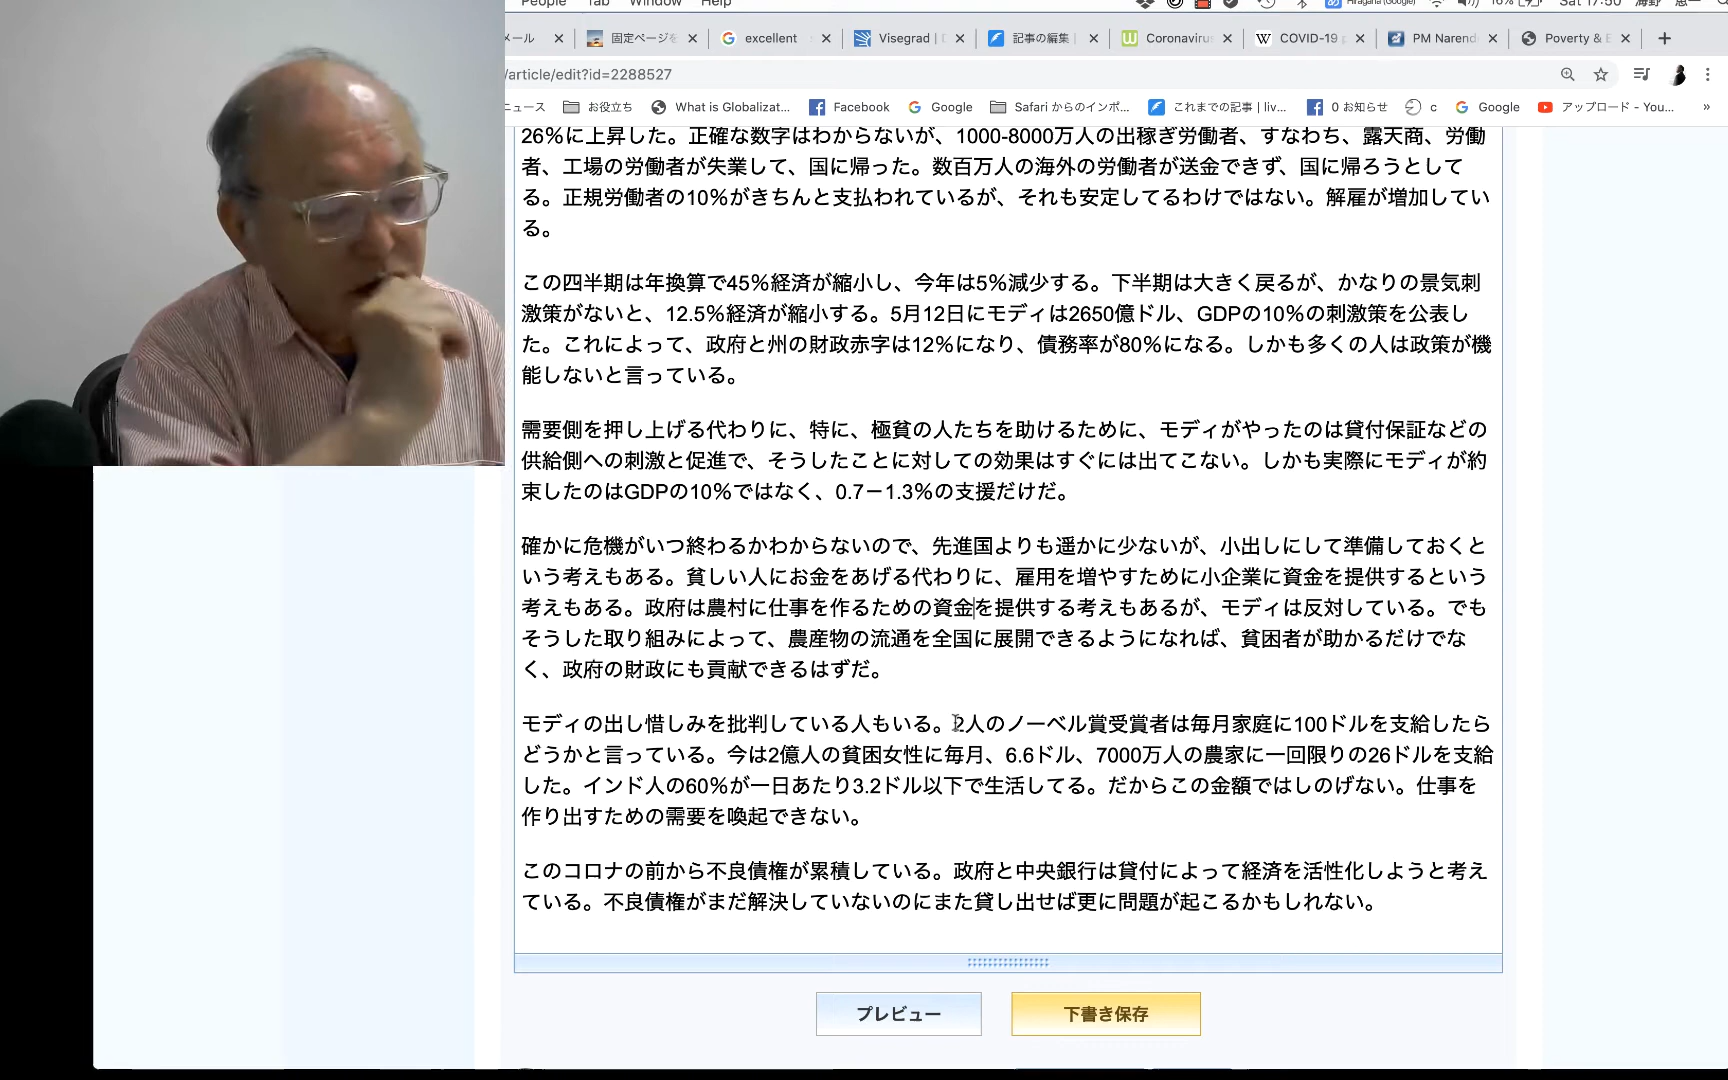 People Tab Window Help
Hiragana (Google) 16% Sat 17:50 海野 恵一
メール 固定ページを excellent Visegrad | D 記事の編集 | Coronaviru COVID-19 p PM Narend Poverty & E
/article/edit?id=2288527
ニュース お役立ち What is Globalizat... Facebook Google Safari からのインポ... これまでの記事 | liv... 0 お知らせ c Google アップロード - You... »
26%に上昇した。正確な数字はわからないが、1000-8000万人の出稼ぎ労働者、すなわち、露天商、労働
者、工場の労働者が失業して、国に帰った。数百万人の海外の労働者が送金できず、国に帰ろうとして
る。正規労働者の10%がきちんと支払われているが、それも安定してるわけではない。解雇が増加してい
る。
この四半期は年換算で45%経済が縮小し、今年は5%減少する。下半期は大きく戻るが、かなりの景気刺
激策がないと、12.5%経済が縮小する。5月12日にモディは2650億ドル、GDPの10%の刺激策を公表し
た。これによって、政府と州の財政赤字は12%になり、債務率が80%になる。しかも多くの人は政策が機
能しないと言っている。
需要側を押し上げる代わりに、特に、極貧の人たちを助けるために、モディがやったのは貸付保証などの
供給側への刺激と促進で、そうしたことに対しての効果はすぐには出てこない。しかも実際にモディが約
束したのはGDPの10%ではなく、0.7ー1.3%の支援だけだ。
確かに危機がいつ終わるかわからないので、先進国よりも遥かに少ないが、小出しにして準備しておくと
いう考えもある。貧しい人にお金をあげる代わりに、雇用を増やすために小企業に資金を提供するという
考えもある。政府は農村に仕事を作るための資金を提供する考えもあるが、モディは反対している。でも
そうした取り組みによって、農産物の流通を全国に展開できるようになれば、貧困者が助かるだけでな
く、政府の財政にも貢献できるはずだ。
モディの出し惜しみを批判している人もいる。2人のノーベル賞受賞者は毎月家庭に100ドルを支給したら
どうかと言っている。今は2億人の貧困女性に毎月、6.6ドル、7000万人の農家に一回限りの26ドルを支給
した。インド人の60%が一日あたり3.2ドル以下で生活してる。だからこの金額ではしのげない。仕事を
作り出すための需要を喚起できない。
このコロナの前から不良債権が累積している。政府と中央銀行は貸付によって経済を活性化しようと考え
ている。不良債権がまだ解決していないのにまた貸し出せば更に問題が起こるかもしれない。
プレビュー 下書き保存